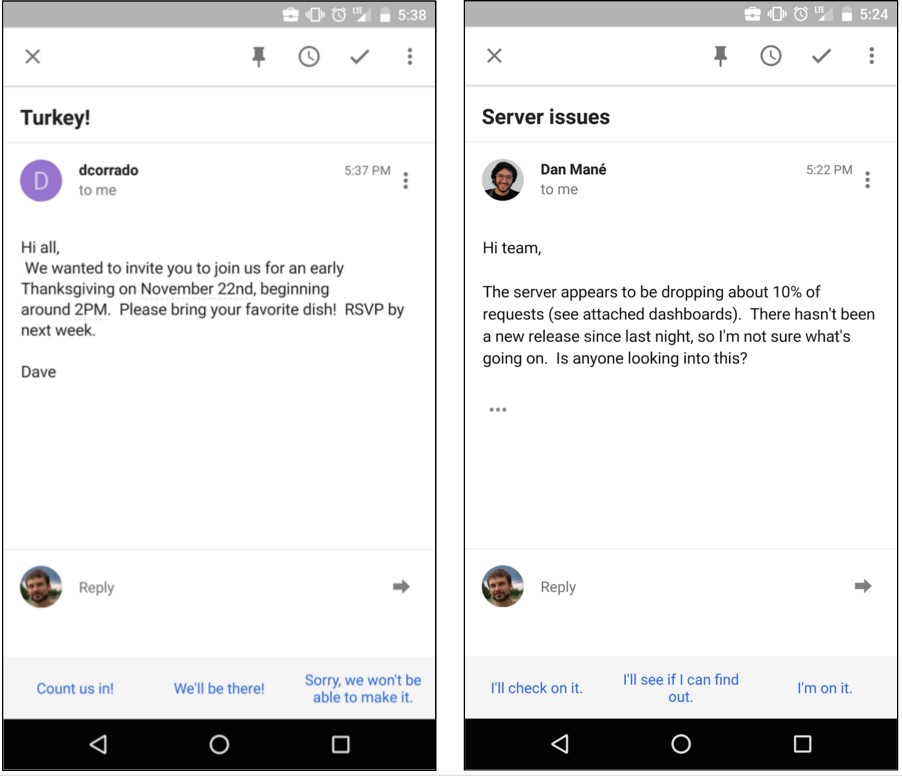 LTE 5:38
Turkey!
D
dcorrado
5:37 PM
to me
Hi all,
We wanted to invite you to join us for an early
Thanksgiving on November 22nd, beginning
around 2PM.  Please bring your favorite dish!  RSVP by
next week.
Dave
Reply
Count us in!
We'll be there!
Sorry, we won't be
able to make it.
LTE 5:24
Server issues
Dan Mané
5:22 PM
to me
Hi team,
The server appears to be dropping about 10% of
requests (see attached dashboards).  There hasn't been
a new release since last night, so I'm not sure what's
going on.  Is anyone looking into this?
Reply
I'll check on it.
I'll see if I can find
out.
I'm on it.